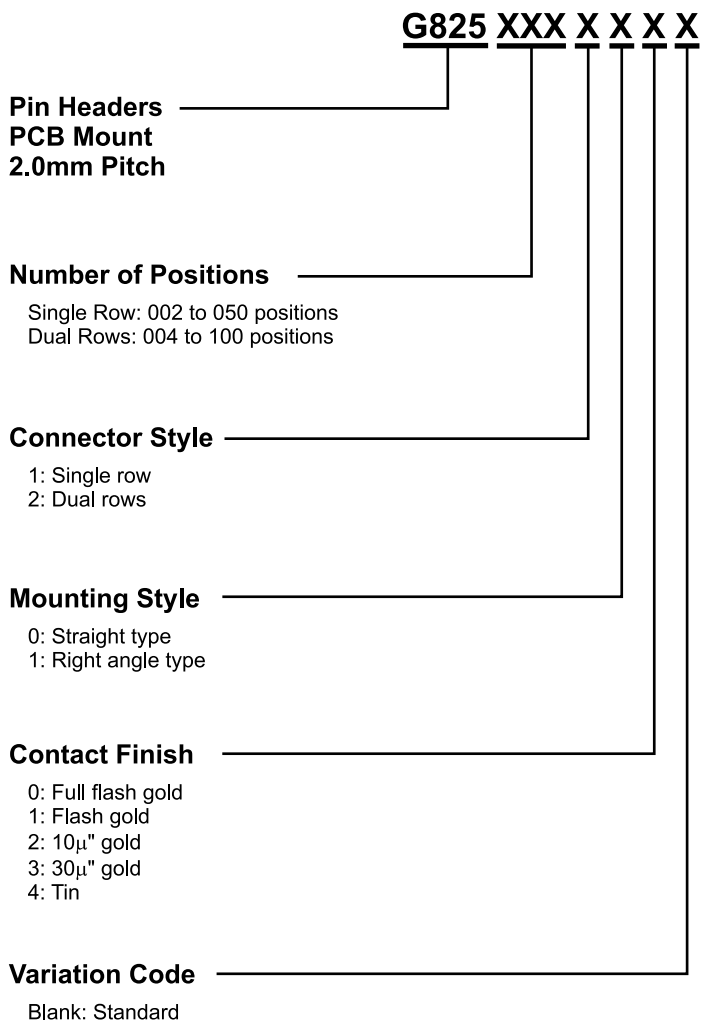 G825 XXX X X X X
Pin Headers
PCB Mount
2.0mm Pitch
Number of Positions
Single Row: 002 to 050 positions
Dual Rows: 004 to 100 positions
Connector Style
1: Single row
2: Dual rows
Mounting Style
0: Straight type
1: Right angle type
Contact Finish
0: Full flash gold
1: Flash gold
2: 10μ" gold
3: 30μ" gold
4: Tin
Variation Code
Blank: Standard